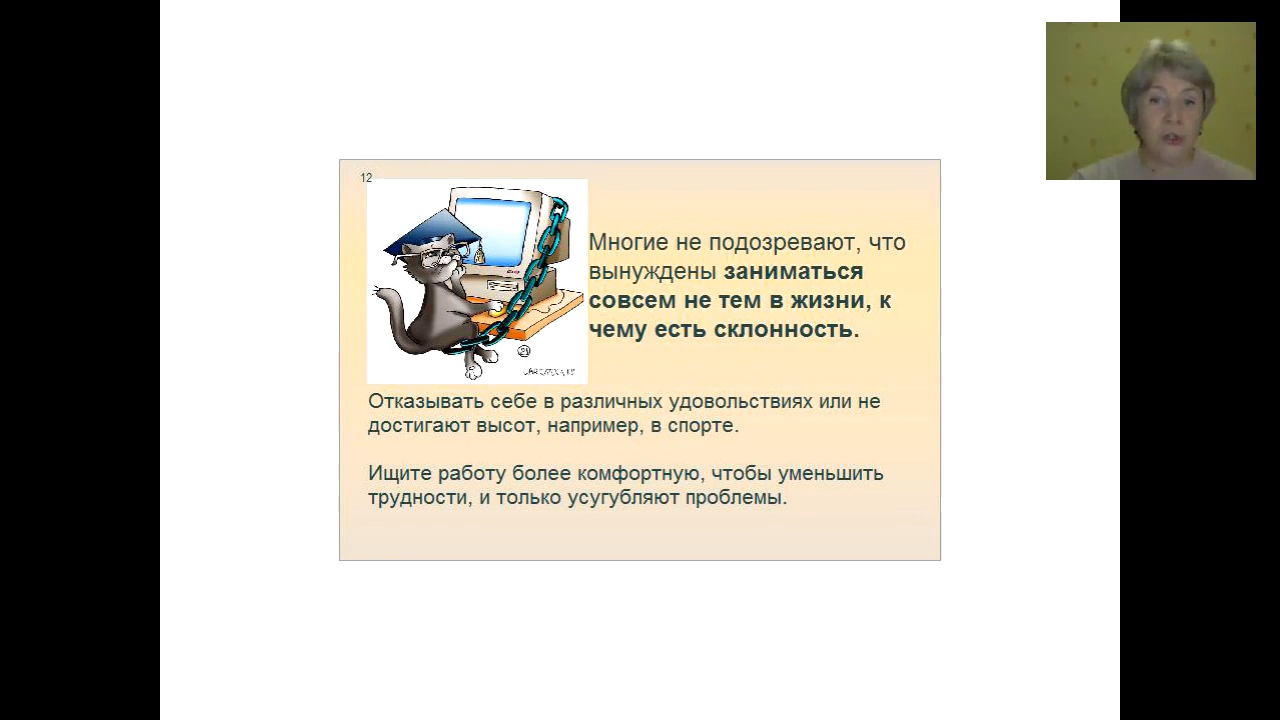 12
Многие не подозревают, что
вынуждены заниматься
совсем не тем в жизни, к
чему есть склонность.
Отказывать себе в различных удовольствиях или не
достигают высот, например, в спорте.
Ищите работу более комфортную, чтобы уменьшить
трудности, и только усугубляют проблемы.